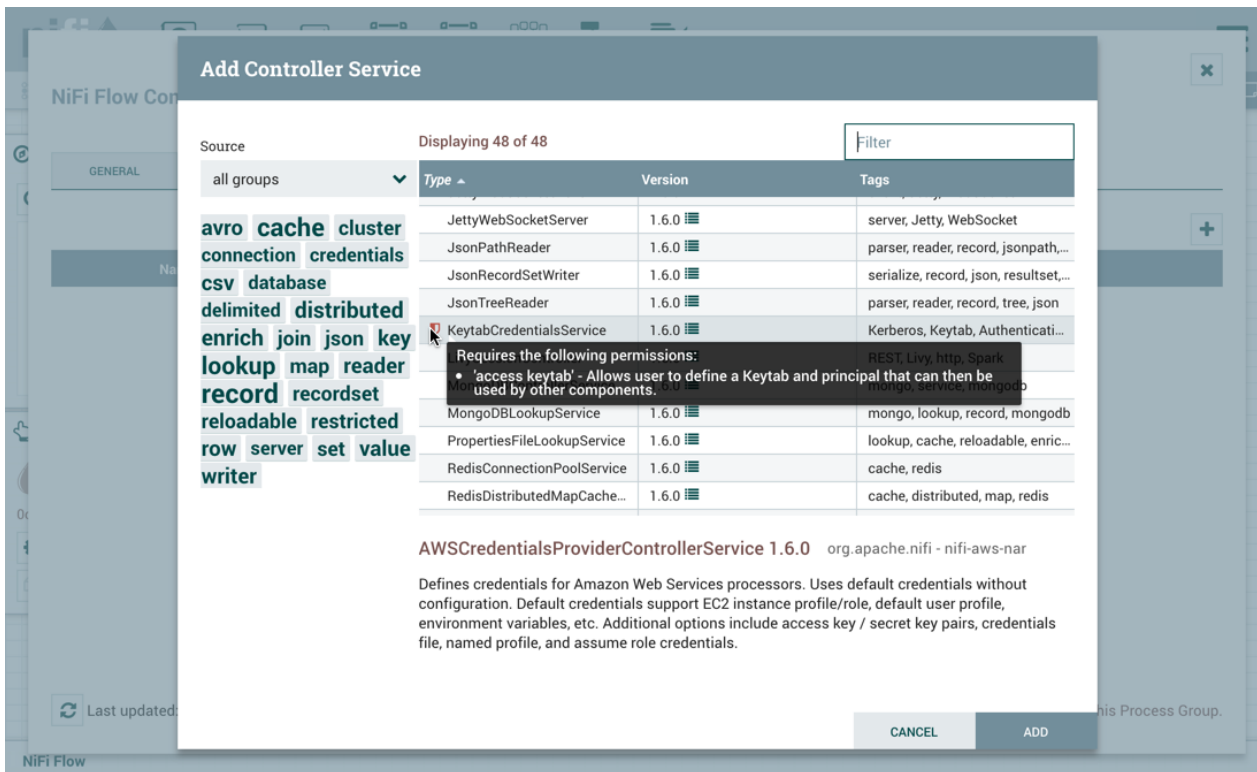 Add Controller Service
NiFi Flow Con
GENERAL
Na
Source
all groups
Displaying 48 of 48
Filter
Type
Version
Tags
JettyWebSocketServer 1.6.0 server, Jetty, WebSocket
JsonPathReader 1.6.0 parser, reader, record, jsonpath,...
JsonRecordSetWriter 1.6.0 serialize, record, json, resultset,...
JsonTreeReader 1.6.0 parser, reader, record, tree, json
KeytabCredentialsService 1.6.0 Kerberos, Keytab, Authenticati...
REST, Livy, http, Spark
mongo, service, mongodb
Requires the following permissions:
• 'access keytab' - Allows user to define a Keytab and principal that can then be
used by other components.
MongoDBLookupService 1.6.0 mongo, lookup, record, mongodb
PropertiesFileLookupService 1.6.0 lookup, cache, reloadable, enric...
RedisConnectionPoolService 1.6.0 cache, redis
RedisDistributedMapCache... 1.6.0 cache, distributed, map, redis
avro cache cluster
connection credentials
csv database
delimited distributed
enrich join json key
lookup map reader
record recordset
reloadable restricted
row server set value
writer
AWSCredentialsProviderControllerService 1.6.0 org.apache.nifi - nifi-aws-nar
Defines credentials for Amazon Web Services processors. Uses default credentials without
configuration. Default credentials support EC2 instance profile/role, default user profile,
environment variables, etc. Additional options include access key / secret key pairs, credentials
file, named profile, and assume role credentials.
Last updated:
his Process Group.
CANCEL
ADD
NiFi Flow